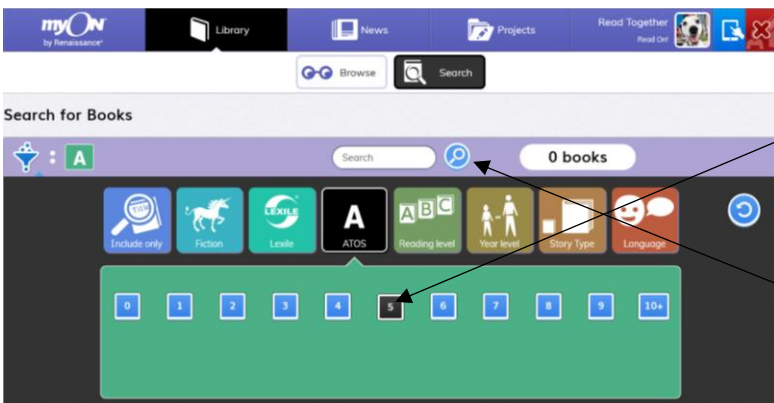 myON
by Renaissance®
Library
News
Projects
Read Together
Read On!
Browse
Search
Search for Books
: A
Search
0 books
TITLE
Include only
Fiction
LEXILE
Lexile
A
ATOS
A B C
Reading level
Year level
Story Type
Language
0 1 2 3 4 5 6 7 8 9 10+